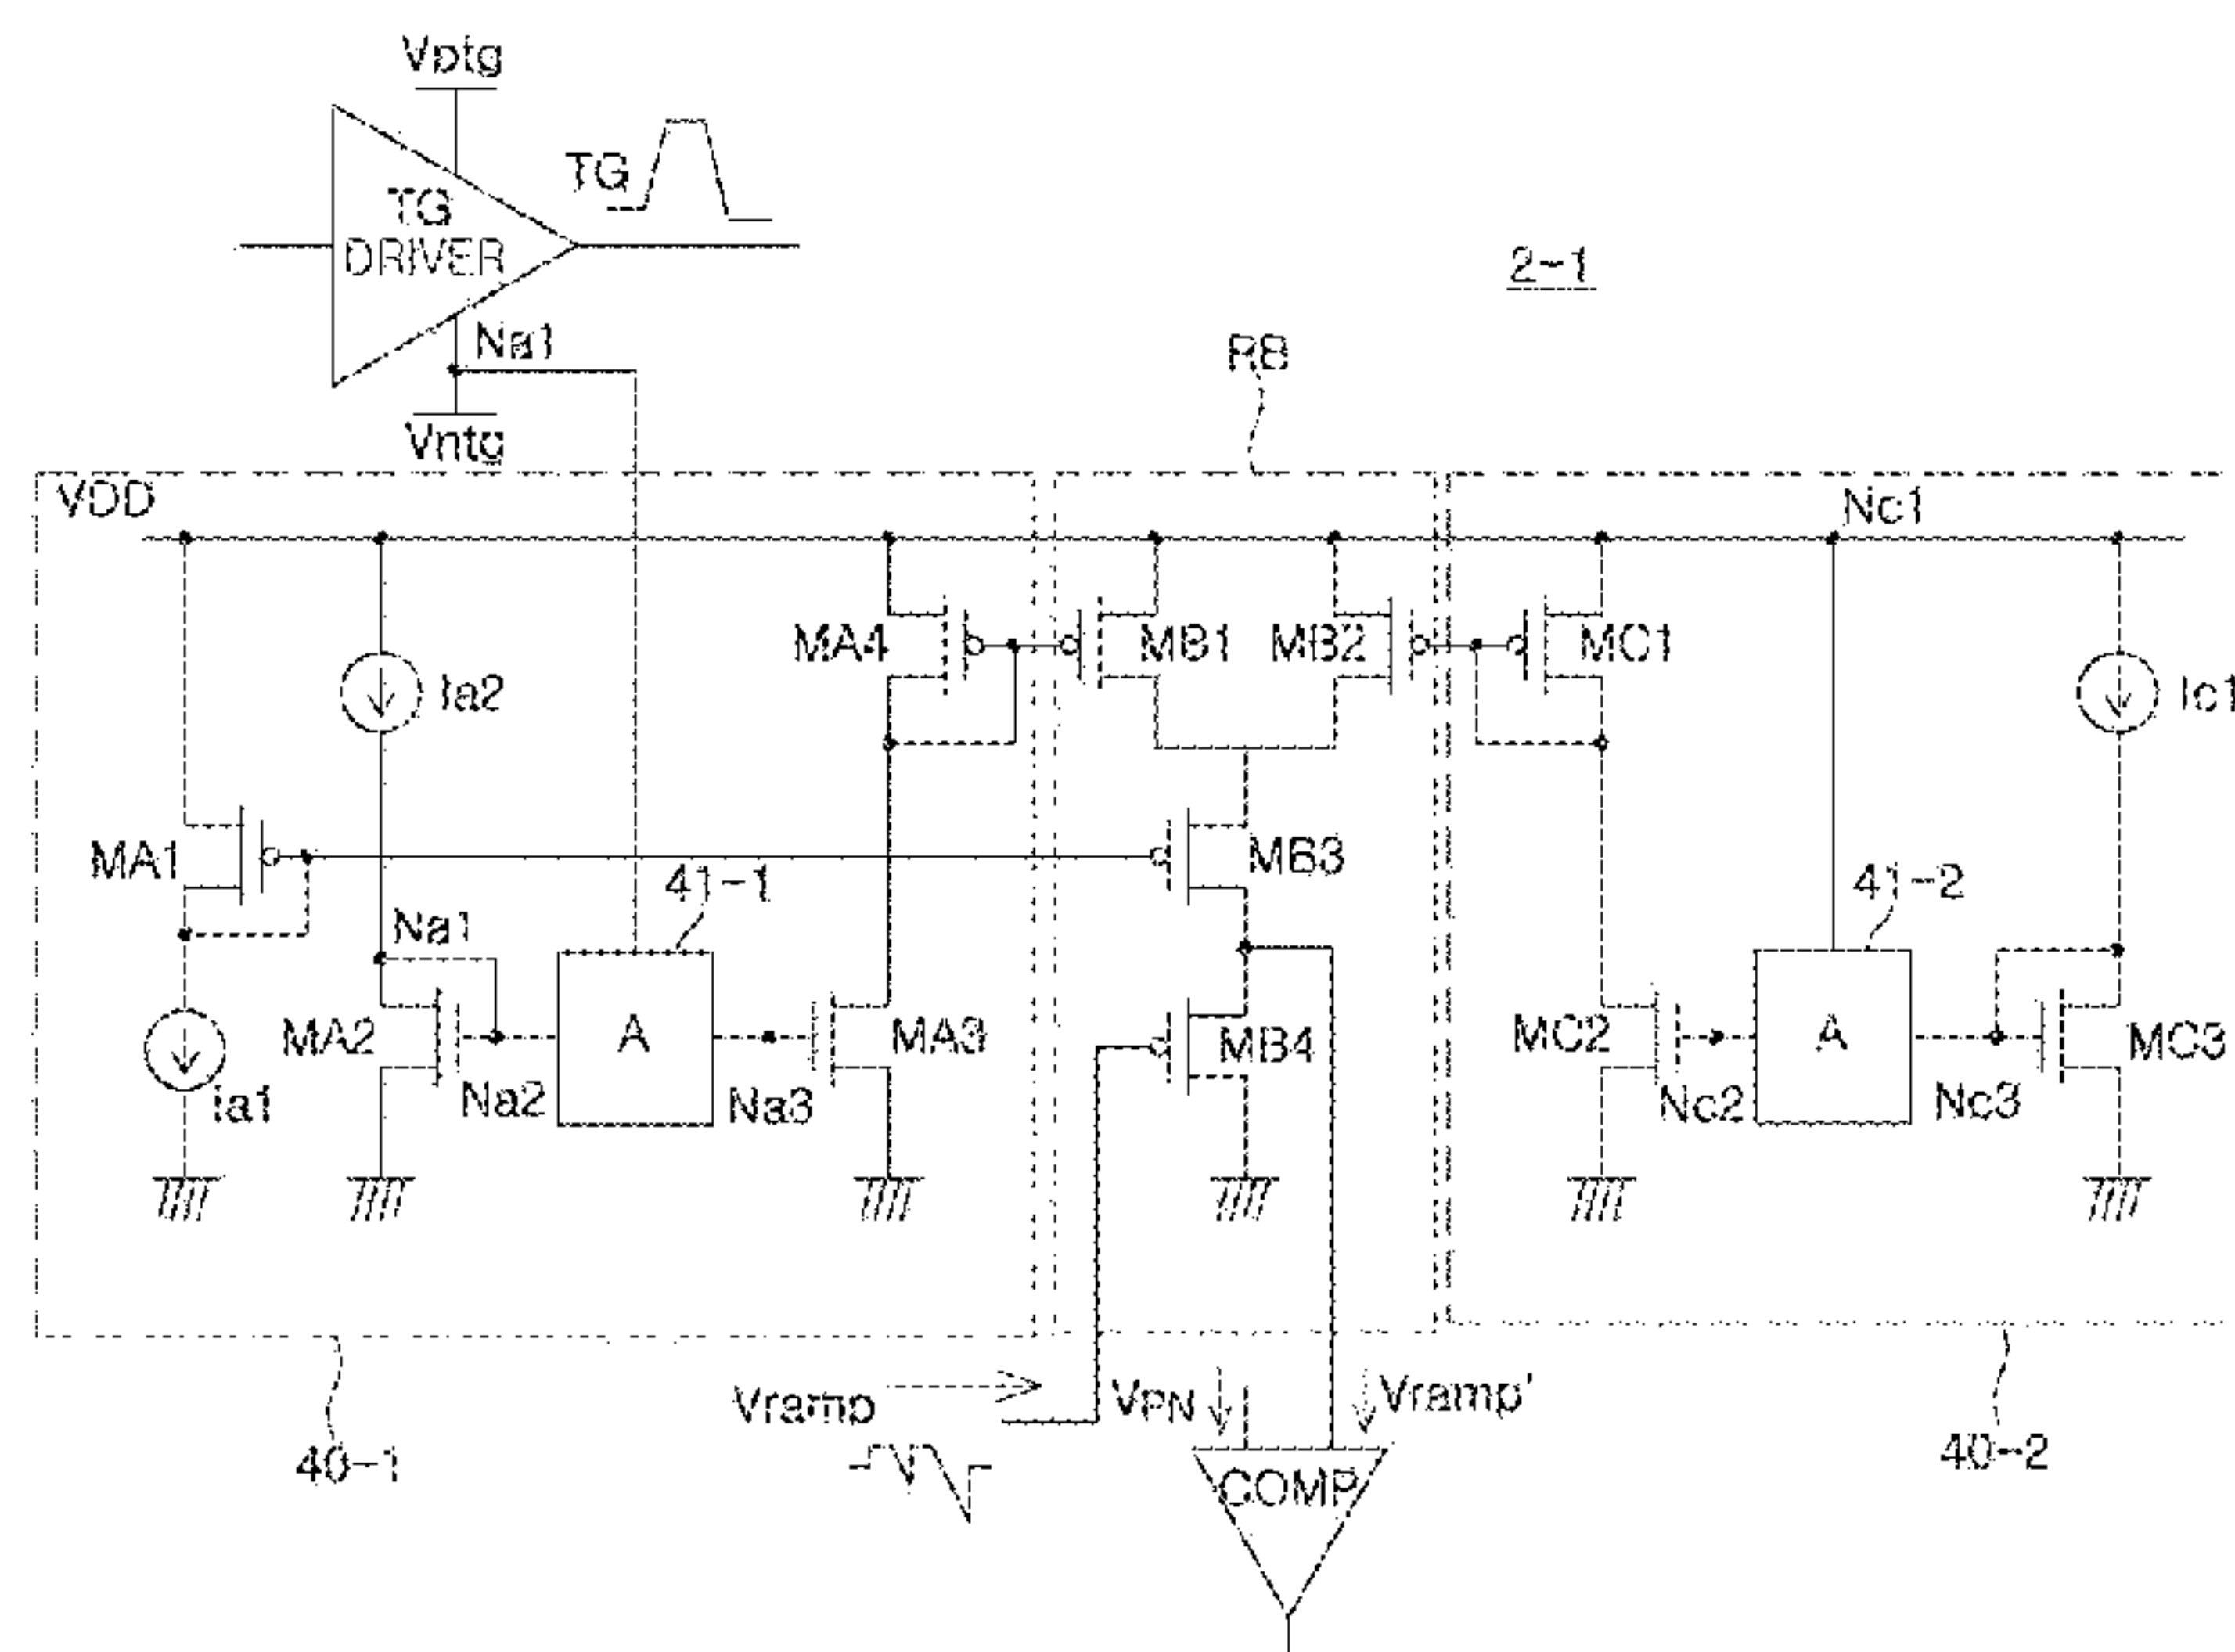 Vptg
TG
TG
DRIVER
2-1
Na1
RB
Vntg
VDD
Nc1
MA4
MB1
MB2
MC1
Ia2
Ic1
MA1
MB3
41-1
41-2
Na1
MA2
A
MA3
MB4
MC2
A
MC3
Ia1
Na2
Na3
Nc2
Nc3
Vramp
VPN
Vramp'
40-1
40-2
COMP